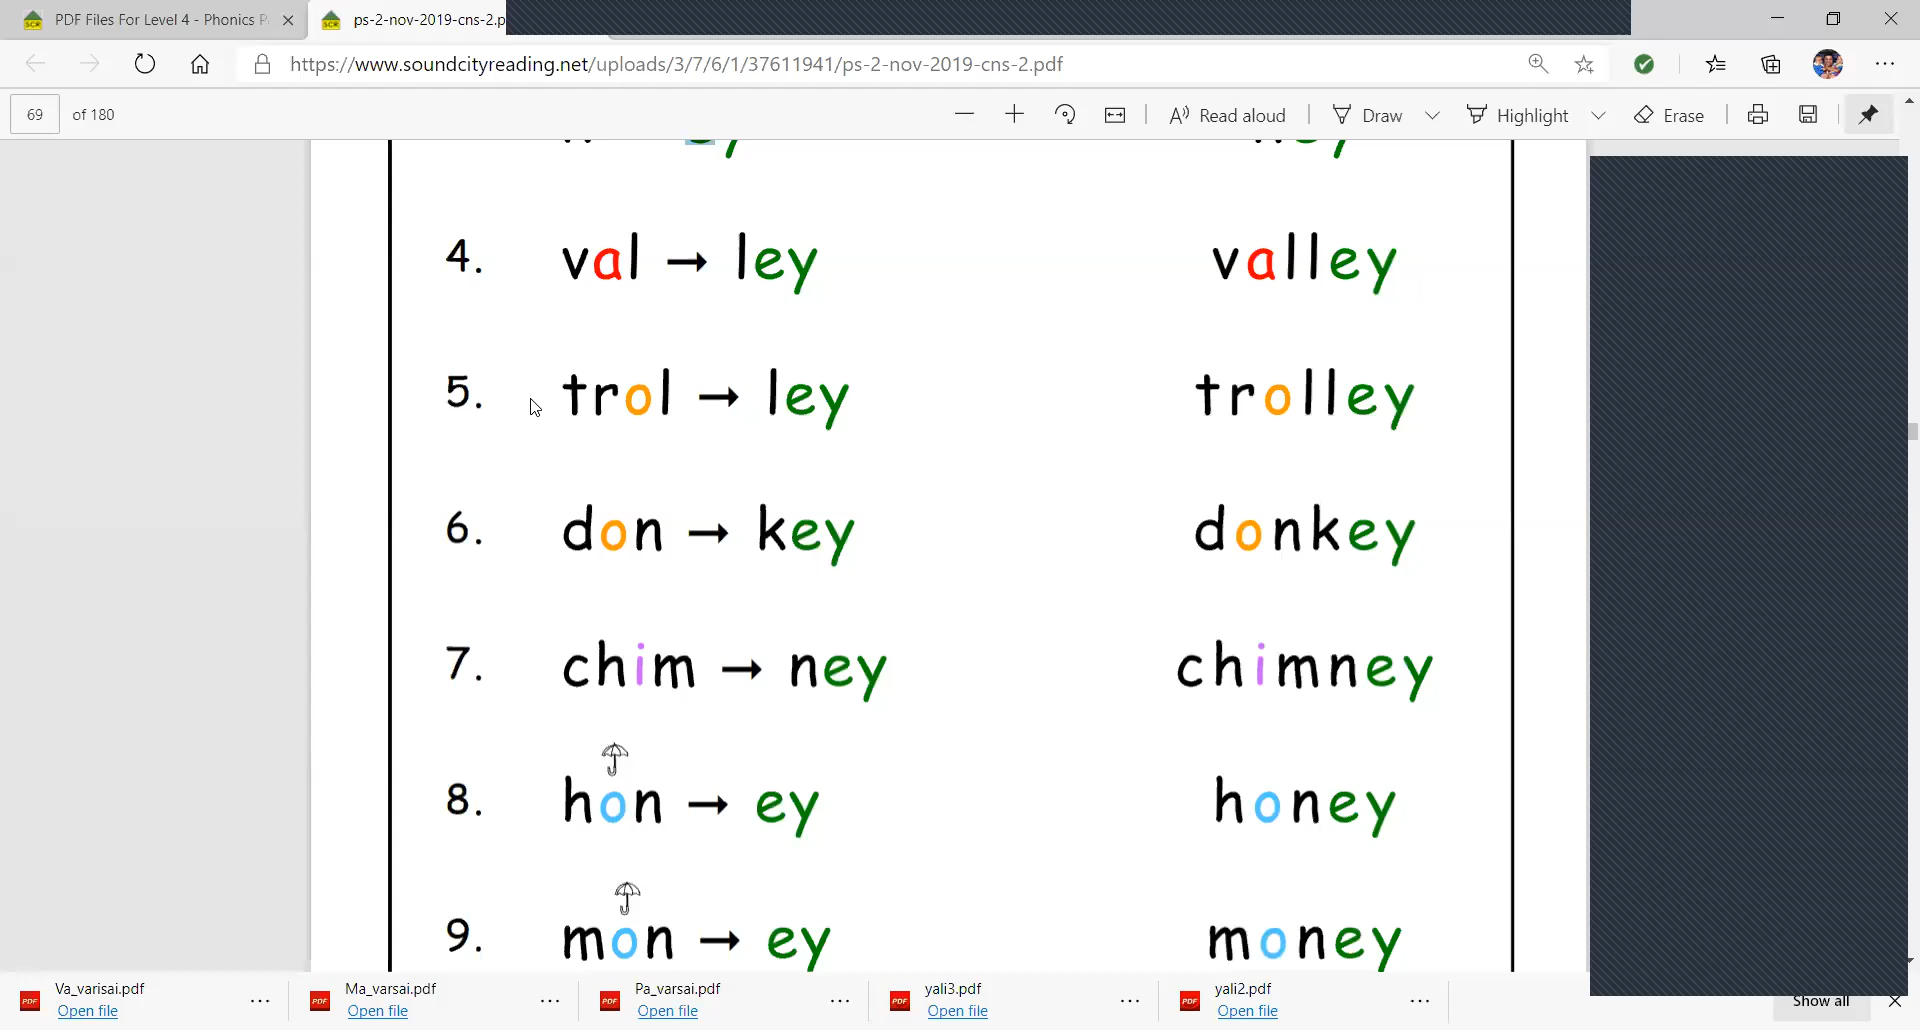 PDF Files For Level 4 - Phonics P
ps-2-nov-2019-cns-2.p
https://www.soundcityreading.net/uploads/3/7/6/1/37611941/ps-2-nov-2019-cns-2.pdf
69 of 180 Read aloud Draw Highlight Erase
4. val → ley valley
5. trol → ley trolley
6. don → key donkey
7. chim → ney chimney
8. hon → ey honey
9. mon → ey money
Va_varisai.pdf Ma_varsai.pdf Pa_varsai.pdf yali3.pdf yali2.pdf
Open file Open file Open file Open file Open file Show all